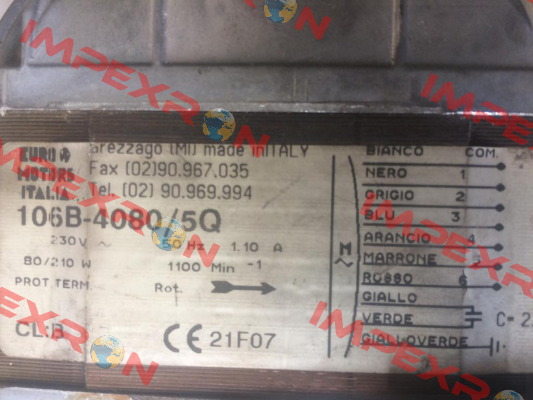 IMPEXRON
EURO MOTORS ITALIA
arezzago (MI) made inITALY
Fax (02)90.967.035
Tel. (02) 90.969.994
106B-4080/5Q
230V ~ 50 Hz 1.10 A
80/210 W 1100 Min -1
PROT TERM. Rot.
CL:B CE 21F07
M ~
BIANCO COM.
NERO 1
GRIGIO 2
BLU 3
ARANCIO 4
MARRONE
ROSSO 6
GIALLO
VERDE C= 2
GIALLOVERDE